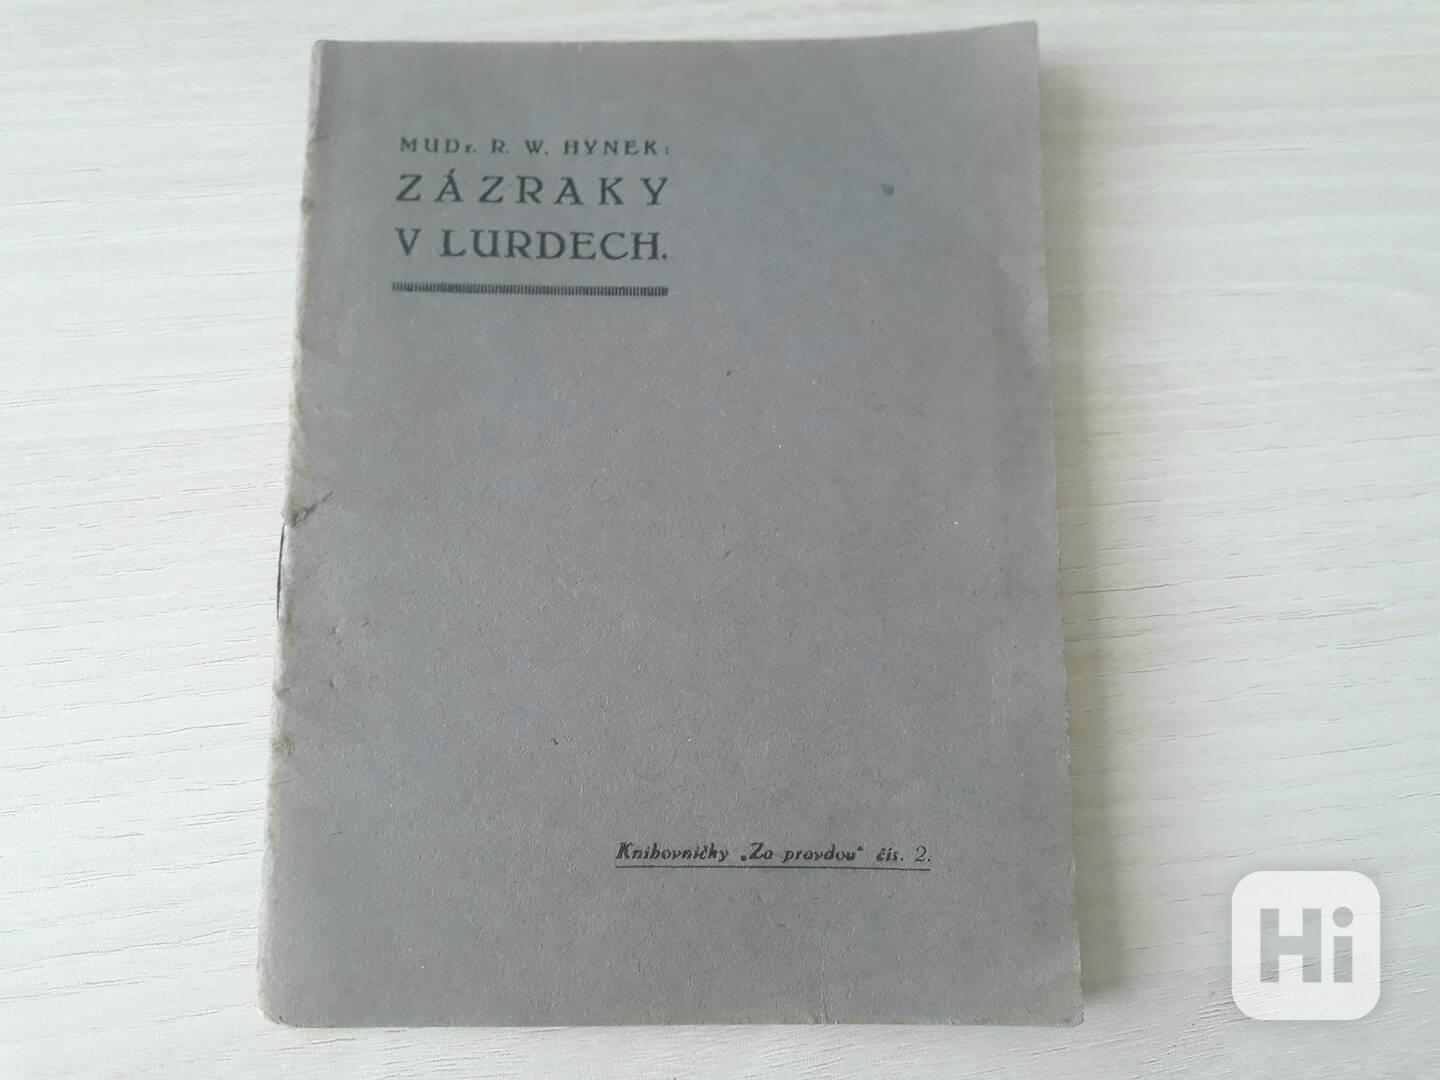 MUDr. R. W. HYNEK:
ZÁZRAKY
V LURDECH.
Knihovničky „Za pravdou“ čís. 2.
Hi